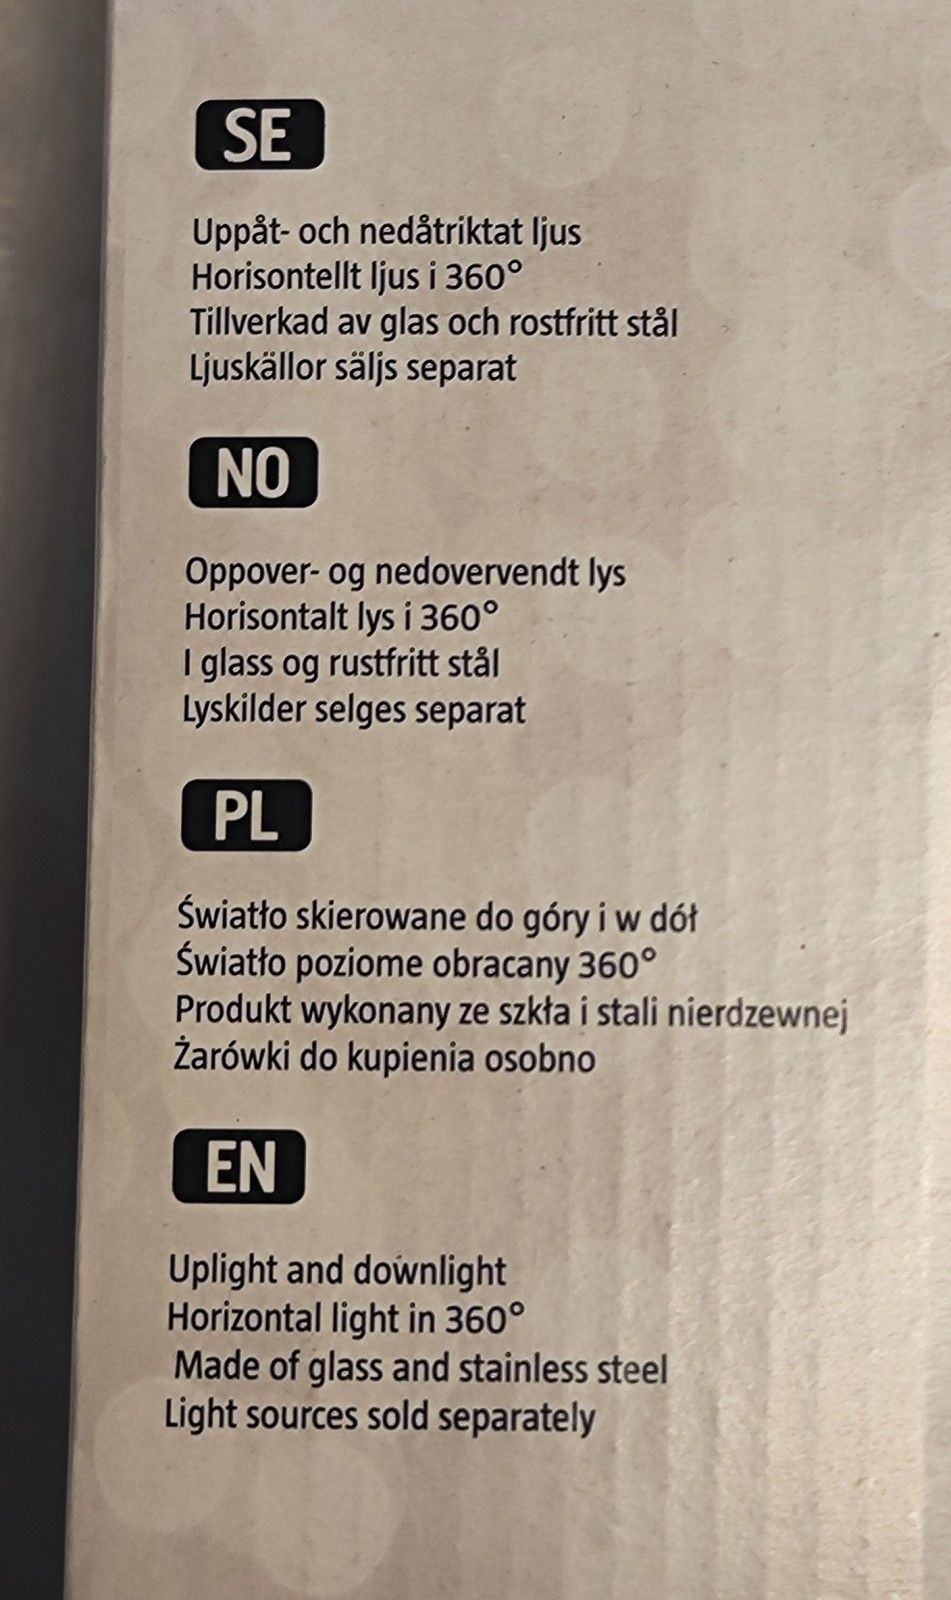 SE
Uppåt- och nedåtriktat ljus
Horisontellt ljus i 360°
Tillverkad av glas och rostfritt stål
Ljuskällor säljs separat
NO
Oppover- og nedovervendt lys
Horisontalt lys i 360°
I glass og rustfritt stål
Lyskilder selges separat
PL
Światło skierowane do góry i w dół
Światło poziome obracany 360°
Produkt wykonany ze szkła i stali nierdzewnej
Żarówki do kupienia osobno
EN
Uplight and downlight
Horizontal light in 360°
Made of glass and stainless steel
Light sources sold separately